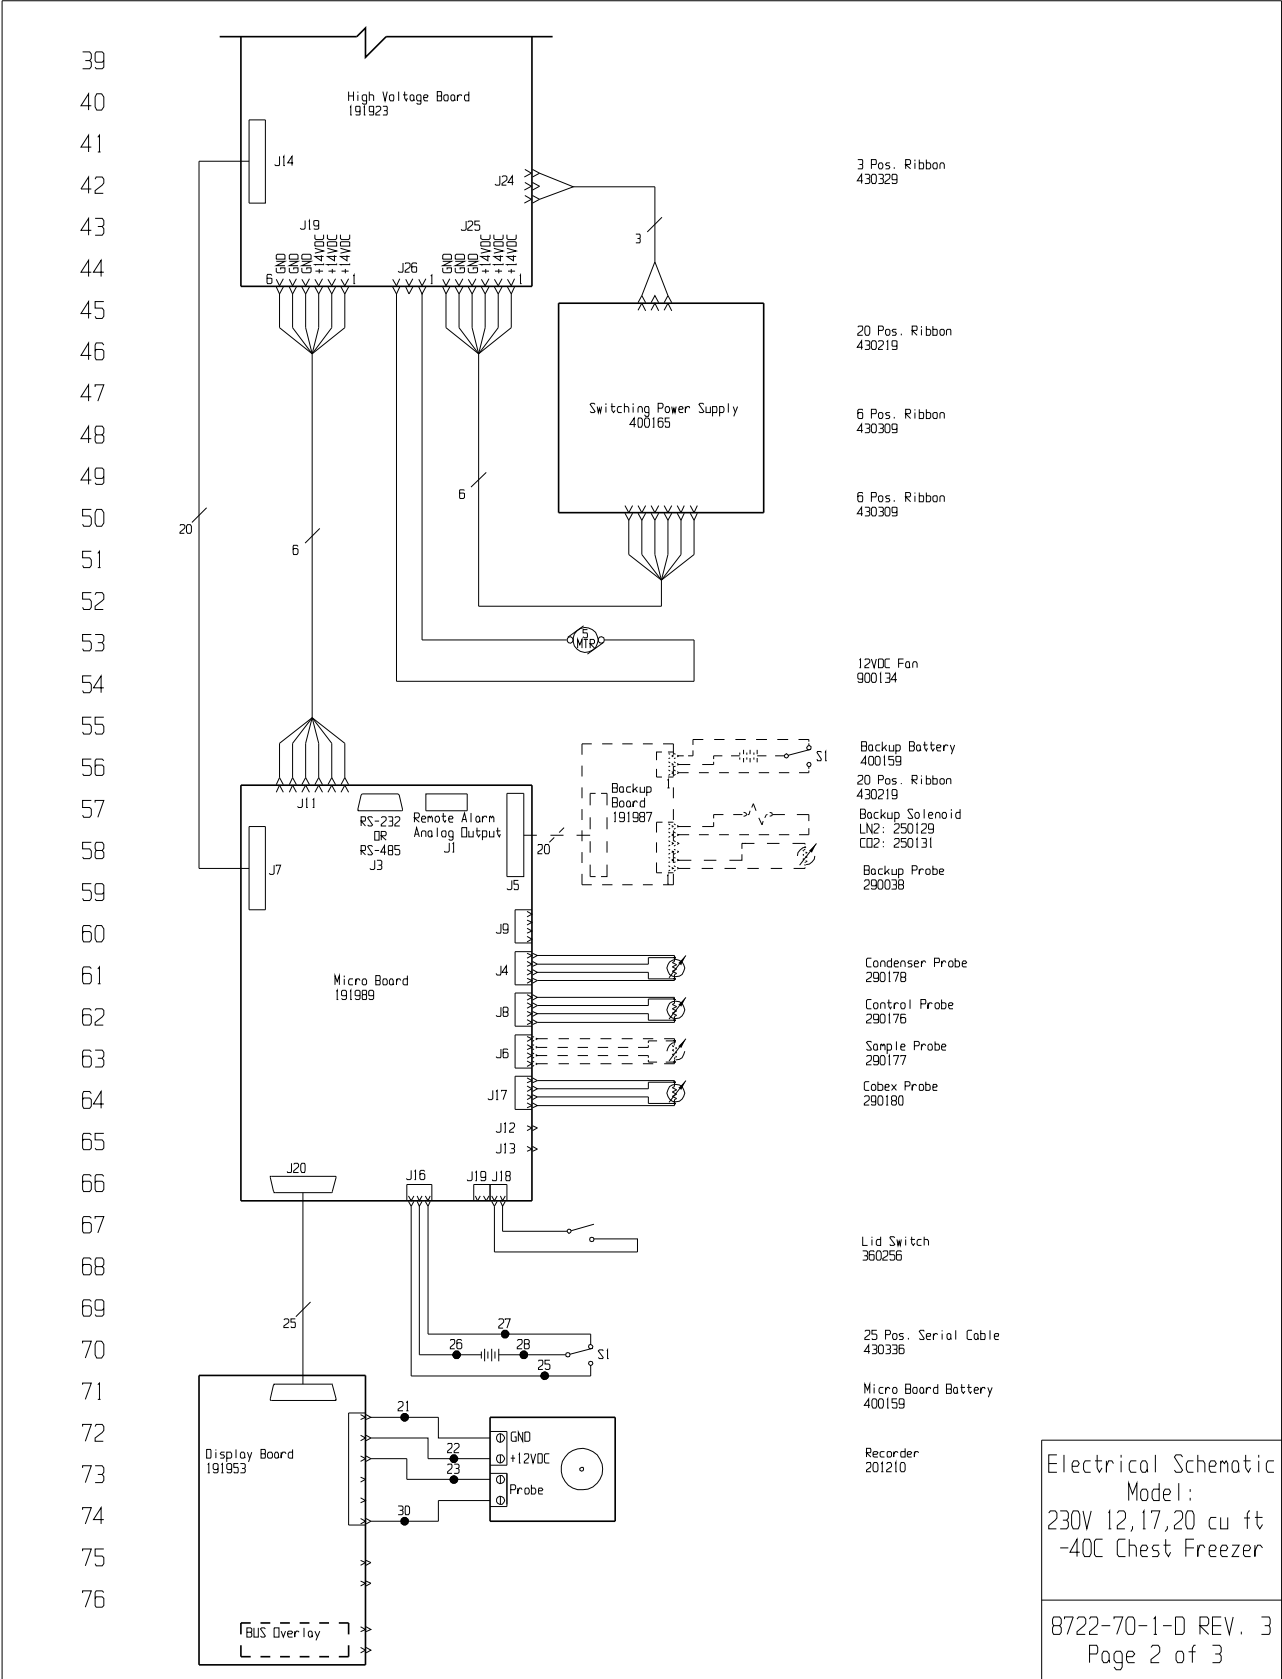 39
40
41
42
43
44
45
46
47
48
49
50
51
52
53
54
55
56
57
58
59
60
61
62
63
64
65
66
67
68
69
70
71
72
73
74
75
76
High Voltage Board
191923
J14
J24
J19
GND
GND
GND
+14VDC
+14VDC
+14VDC
6
1
J26
1
J25
GND
GND
GND
+14VDC
+14VDC
+14VDC
1
3
Switching Power Supply
400165
20
6
6
5
MTR
J11
RS-232
OR
RS-485
J3
Remote Alarm
Analog Output
J1
J5
J7
20
Backup
Board
191987
1
1
S1
J9
J4
J8
J6
J17
J12
J13
Micro Board
191989
J20
J16
J19
J18
25
27
26
28
25
S1
Display Board
191953
21
22
23
30
GND
+12VDC
Probe
BUS Overlay
3 Pos. Ribbon
430329
20 Pos. Ribbon
430219
6 Pos. Ribbon
430309
6 Pos. Ribbon
430309
12VDC Fan
900134
Backup Battery
400159
20 Pos. Ribbon
430219
Backup Solenoid
LN2: 250129
CO2: 250131
Backup Probe
290038
Condenser Probe
290178
Control Probe
290176
Sample Probe
290177
Cobex Probe
290180
Lid Switch
360256
25 Pos. Serial Cable
430336
Micro Board Battery
400159
Recorder
201210
Electrical Schematic
Model:
230V 12,17,20 cu ft
-40C Chest Freezer
8722-70-1-D REV. 3
Page 2 of 3